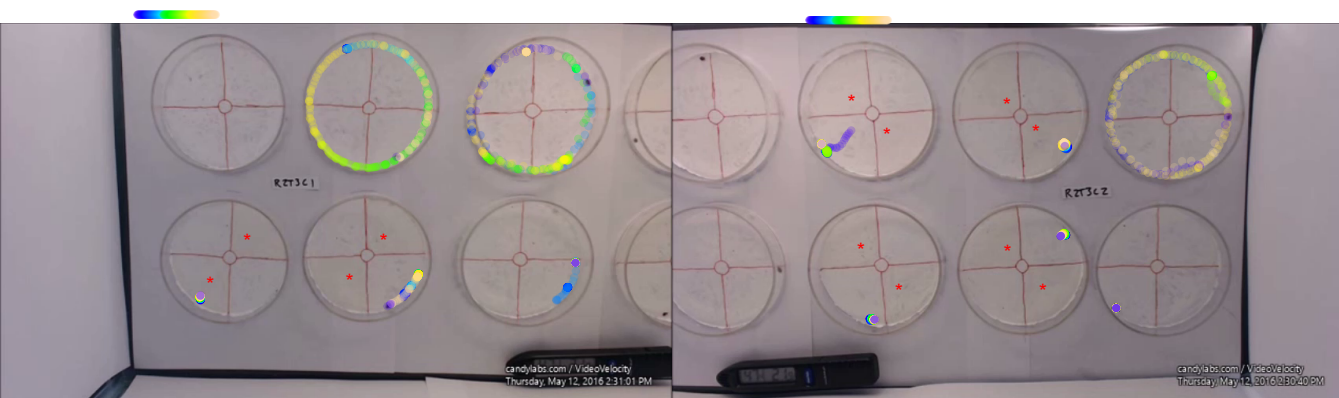 R2T3C1
R2T3C2
candylabs.com / VideoVelocity
Thursday, May 12, 2016 2:31:01 PM
candylabs.com / VideoVelocity
Thursday, May 12, 2016 2:30:40 PM